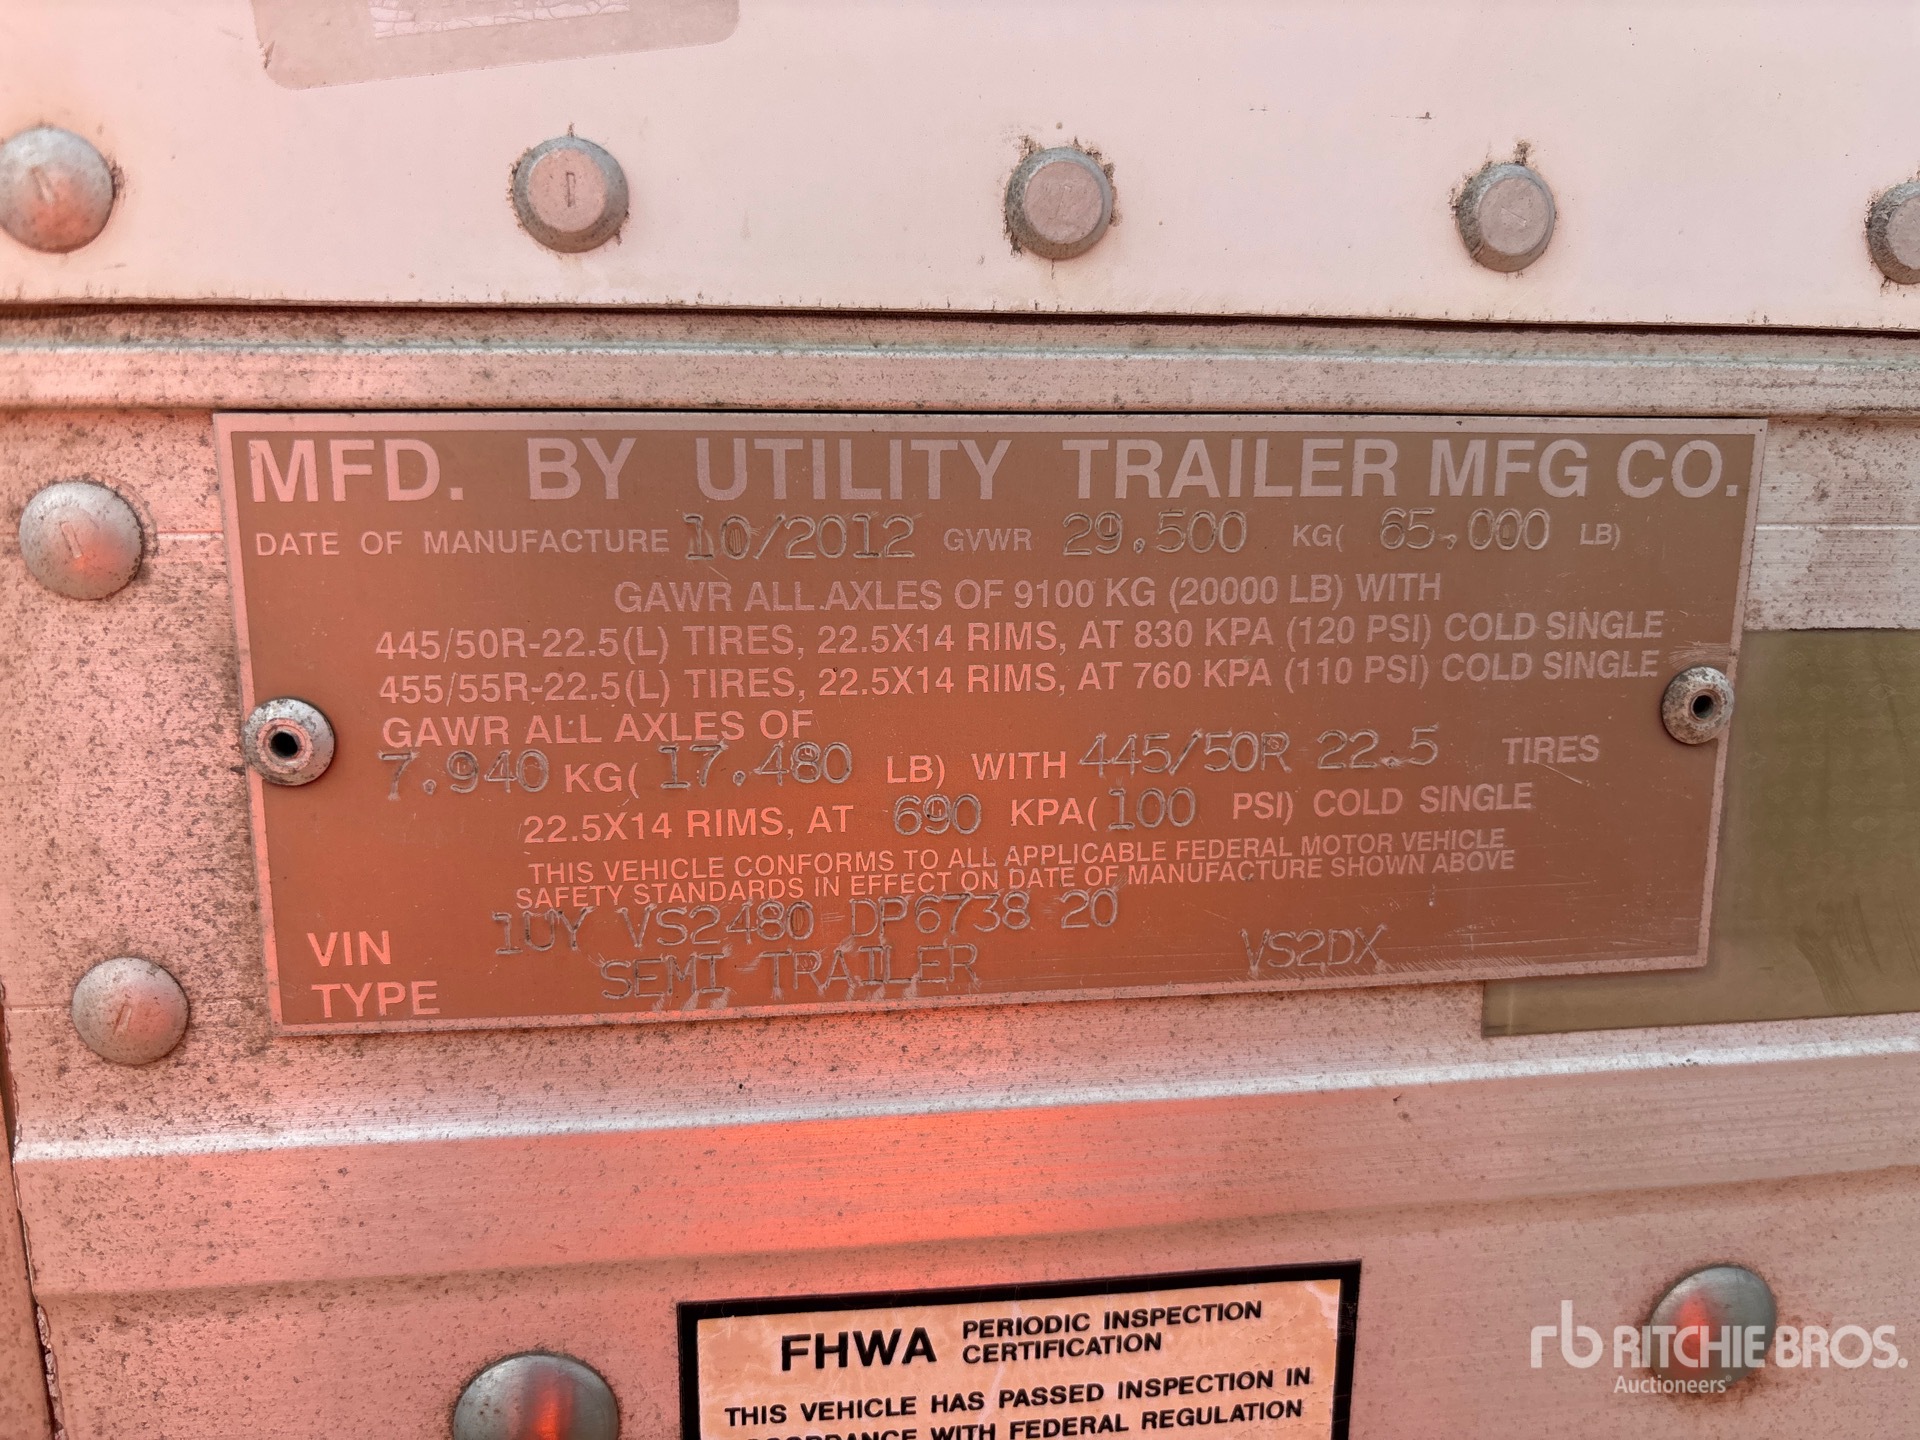 MFD. BY UTILITY TRAILER MFG CO.
DATE OF MANUFACTURE 10/2012 GVWR 29.500 KG( 65.000 LB)
GAWR ALL AXLES OF 9100 KG (20000 LB) WITH
445/50R-22.5(L) TIRES, 22.5X14 RIMS, AT 830 KPA (120 PSI) COLD SINGLE
455/55R-22.5(L) TIRES, 22.5X14 RIMS, AT 760 KPA (110 PSI) COLD SINGLE
GAWR ALL AXLES OF
7.940 KG( 17.480 LB) WITH 445/50R 22.5 TIRES
22.5X14 RIMS, AT 690 KPA( 100 PSI) COLD SINGLE
THIS VEHICLE CONFORMS TO ALL APPLICABLE FEDERAL MOTOR VEHICLE
SAFETY STANDARDS IN EFFECT ON DATE OF MANUFACTURE SHOWN ABOVE
VIN 1UY VS2480 DP6738 20
TYPE SEMI TRAILER VS2DX
FHWA PERIODIC INSPECTION
CERTIFICATION
THIS VEHICLE HAS PASSED INSPECTION IN
ACCORDANCE WITH FEDERAL REGULATION
rb RITCHIE BROS.
Auctioneers